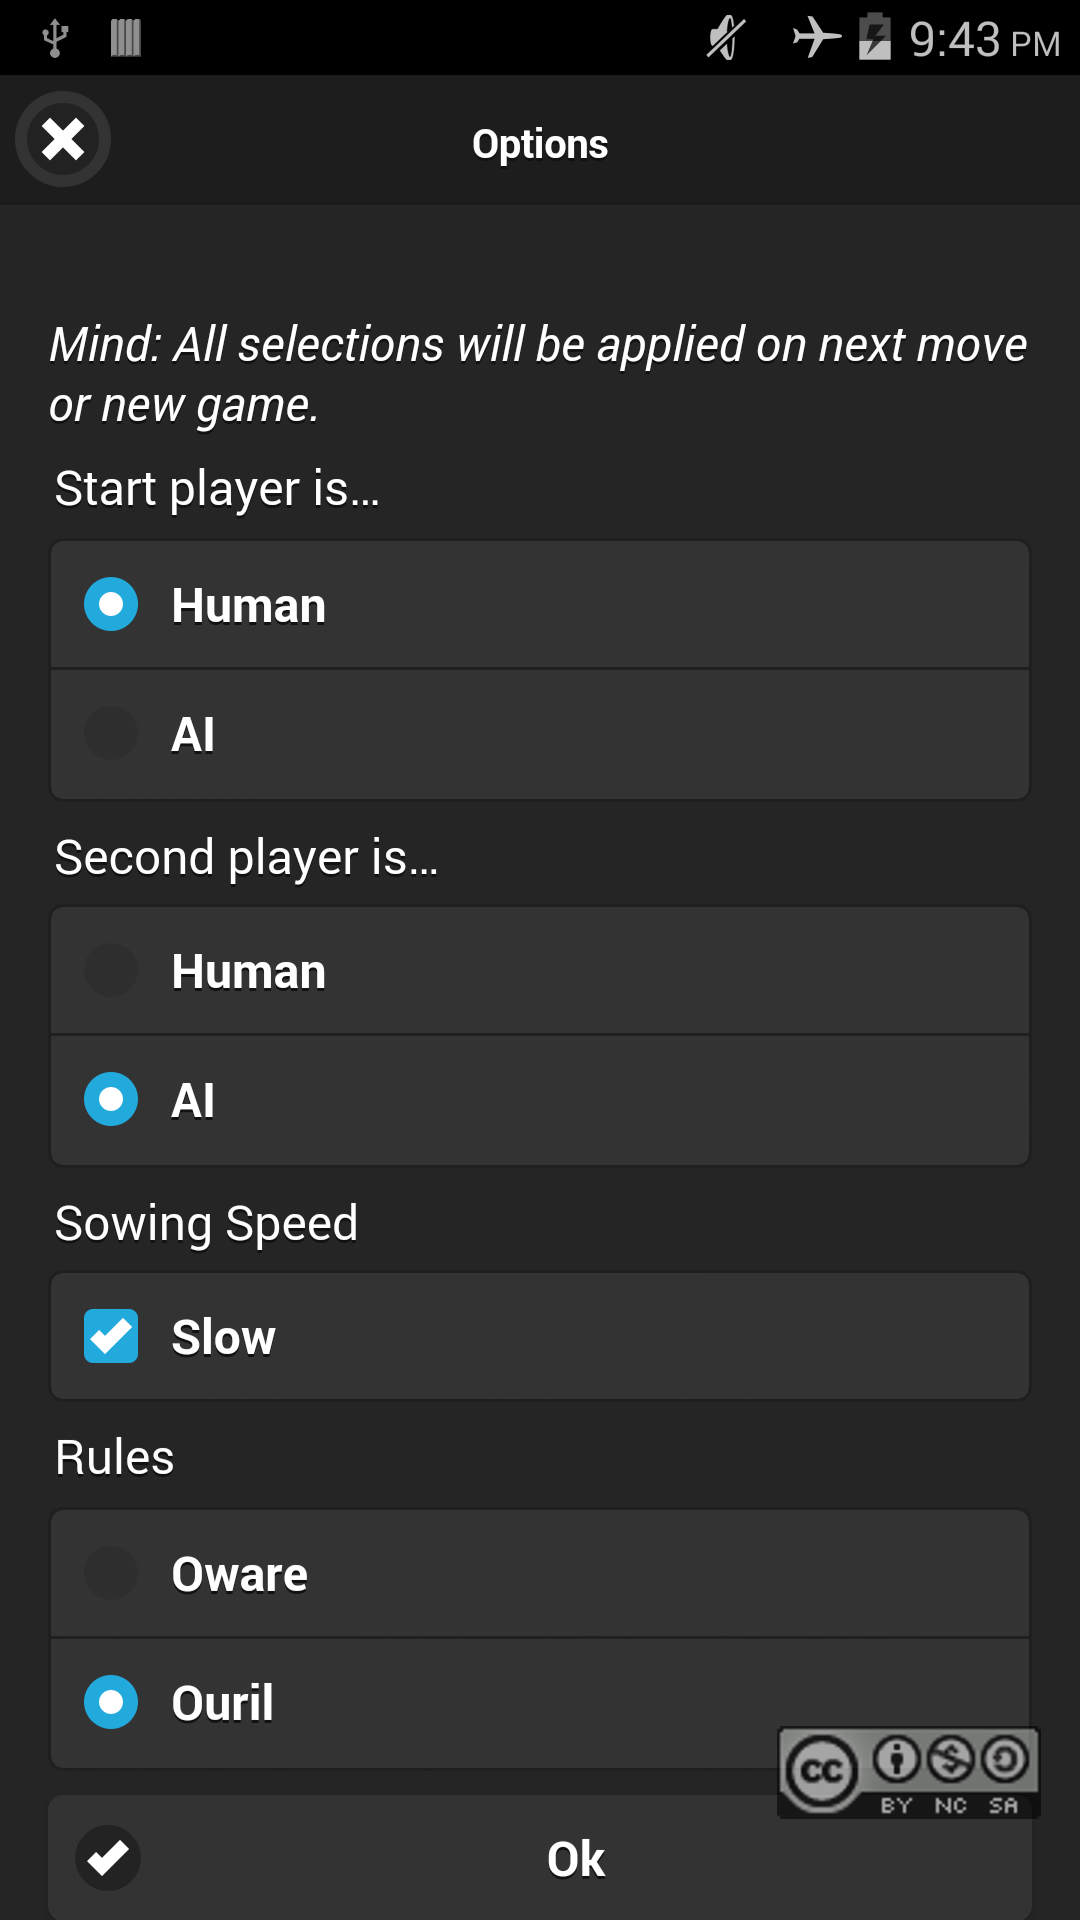 9:43 PM
Options
Mind: All selections will be applied on next move
or new game.
Start player is...
Human
AI
Second player is...
Human
AI
Sowing Speed
Slow
Rules
Oware
Ouril
cc
BY NC SA
Ok